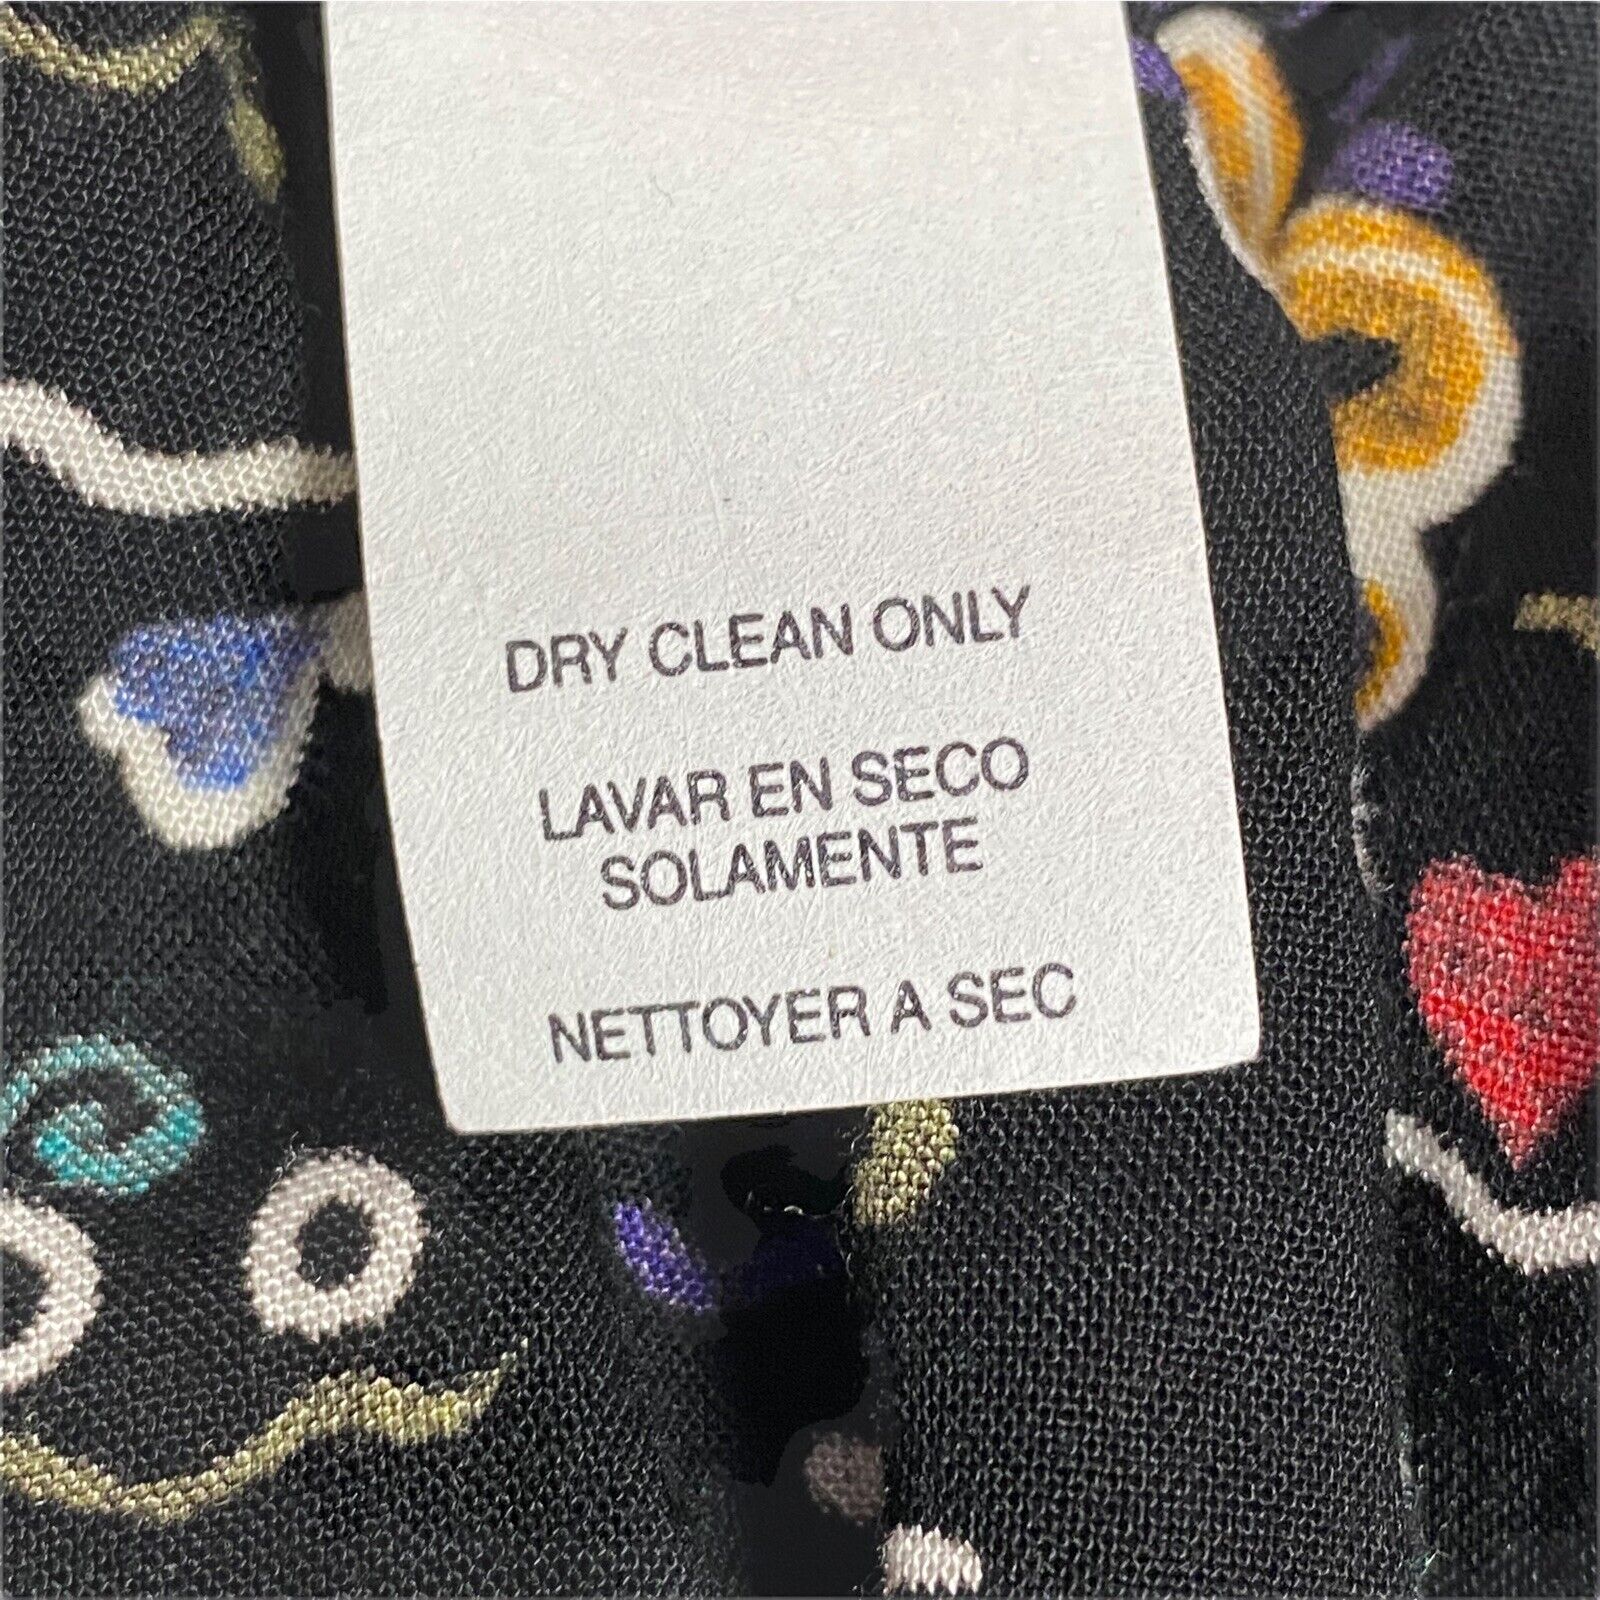 DRY CLEAN ONLY
LAVAR EN SECO
SOLAMENTE
NETTOYER A SEC